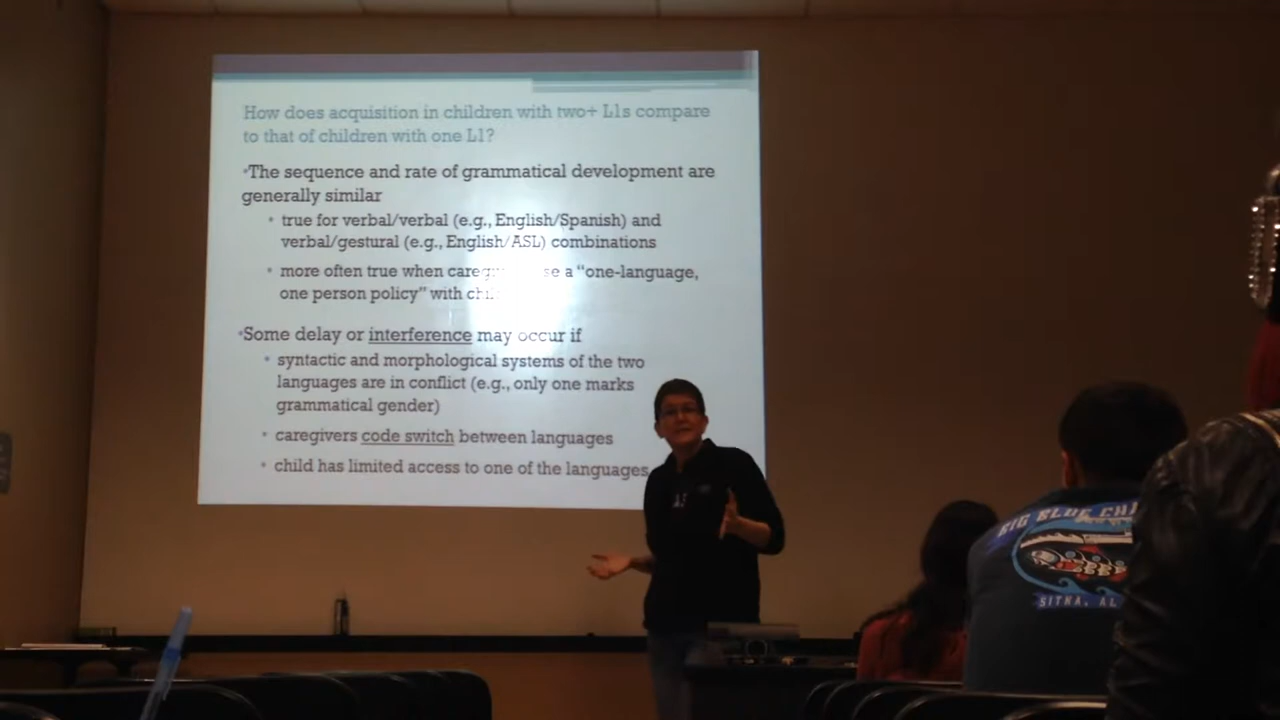 How does acquisition in children with two+ L1s compare
to that of children with one L1?
•The sequence and rate of grammatical development are
generally similar
• true for verbal/verbal (e.g., English/Spanish) and
verbal/gestural (e.g., English/ASL) combinations
• more often true when a “one-language,
one person policy” with
•Some delay or interference may occur if
• syntactic and morphological systems of the two
languages are in conflict (e.g., only one marks
grammatical gender)
• caregivers code switch between languages
• child has limited access to one of the languages
BIG BLUE
SITKA, AL